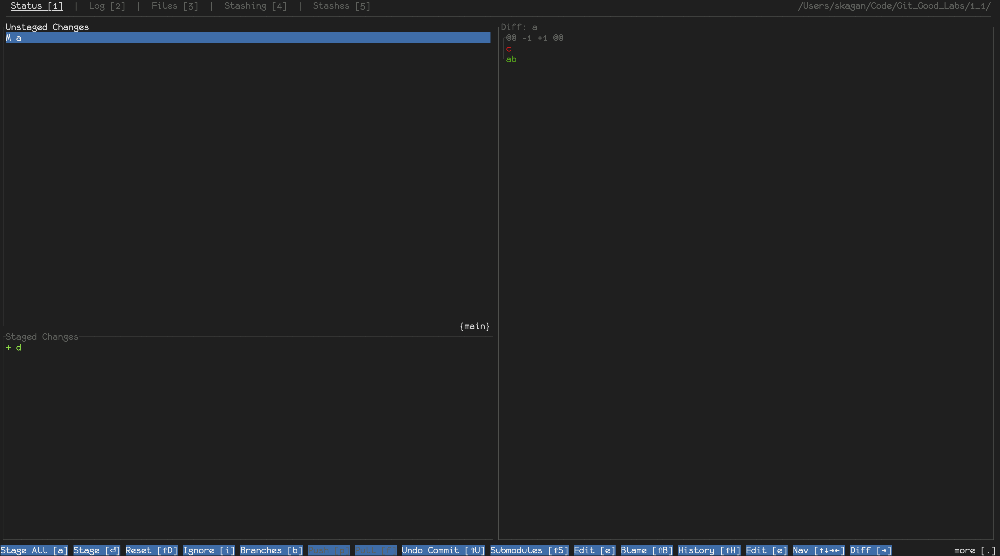 Status [1] | Log [2] | Files [3] | Stashing [4] | Stashes [5] /Users/skagan/Code/Git_Good_Labs/1_1/
Unstaged Changes
M a
{main}
Staged Changes
+ d
Diff: a
@@ -1 +1 @@
c
ab
Stage All [a] Stage [⏎] Reset [⇧D] Ignore [i] Branches [b] Push [p] Pull [f] Undo Commit [⇧U] Submodules [⇧S] Edit [e] Blame [⇧B] History [⇧H] Edit [e] Nav [↑↓→←] Diff [→] more [.]